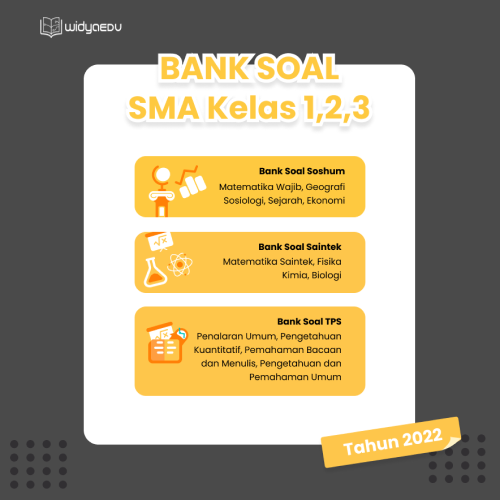 WIDYAEDU
BANK SOAL
SMA Kelas 1,2,3
Bank Soal Soshum
Matematika Wajib, Geografi
Sosiologi, Sejarah, Ekonomi
Bank Soal Saintek
Matematika Saintek, Fisika
Kimia, Biologi
Bank Soal TPS
Penalaran Umum, Pengetahuan
Kuantitatif, Pemahaman Bacaan
dan Menulis, Pengetahuan dan
Pemahaman Umum
Tahun 2022